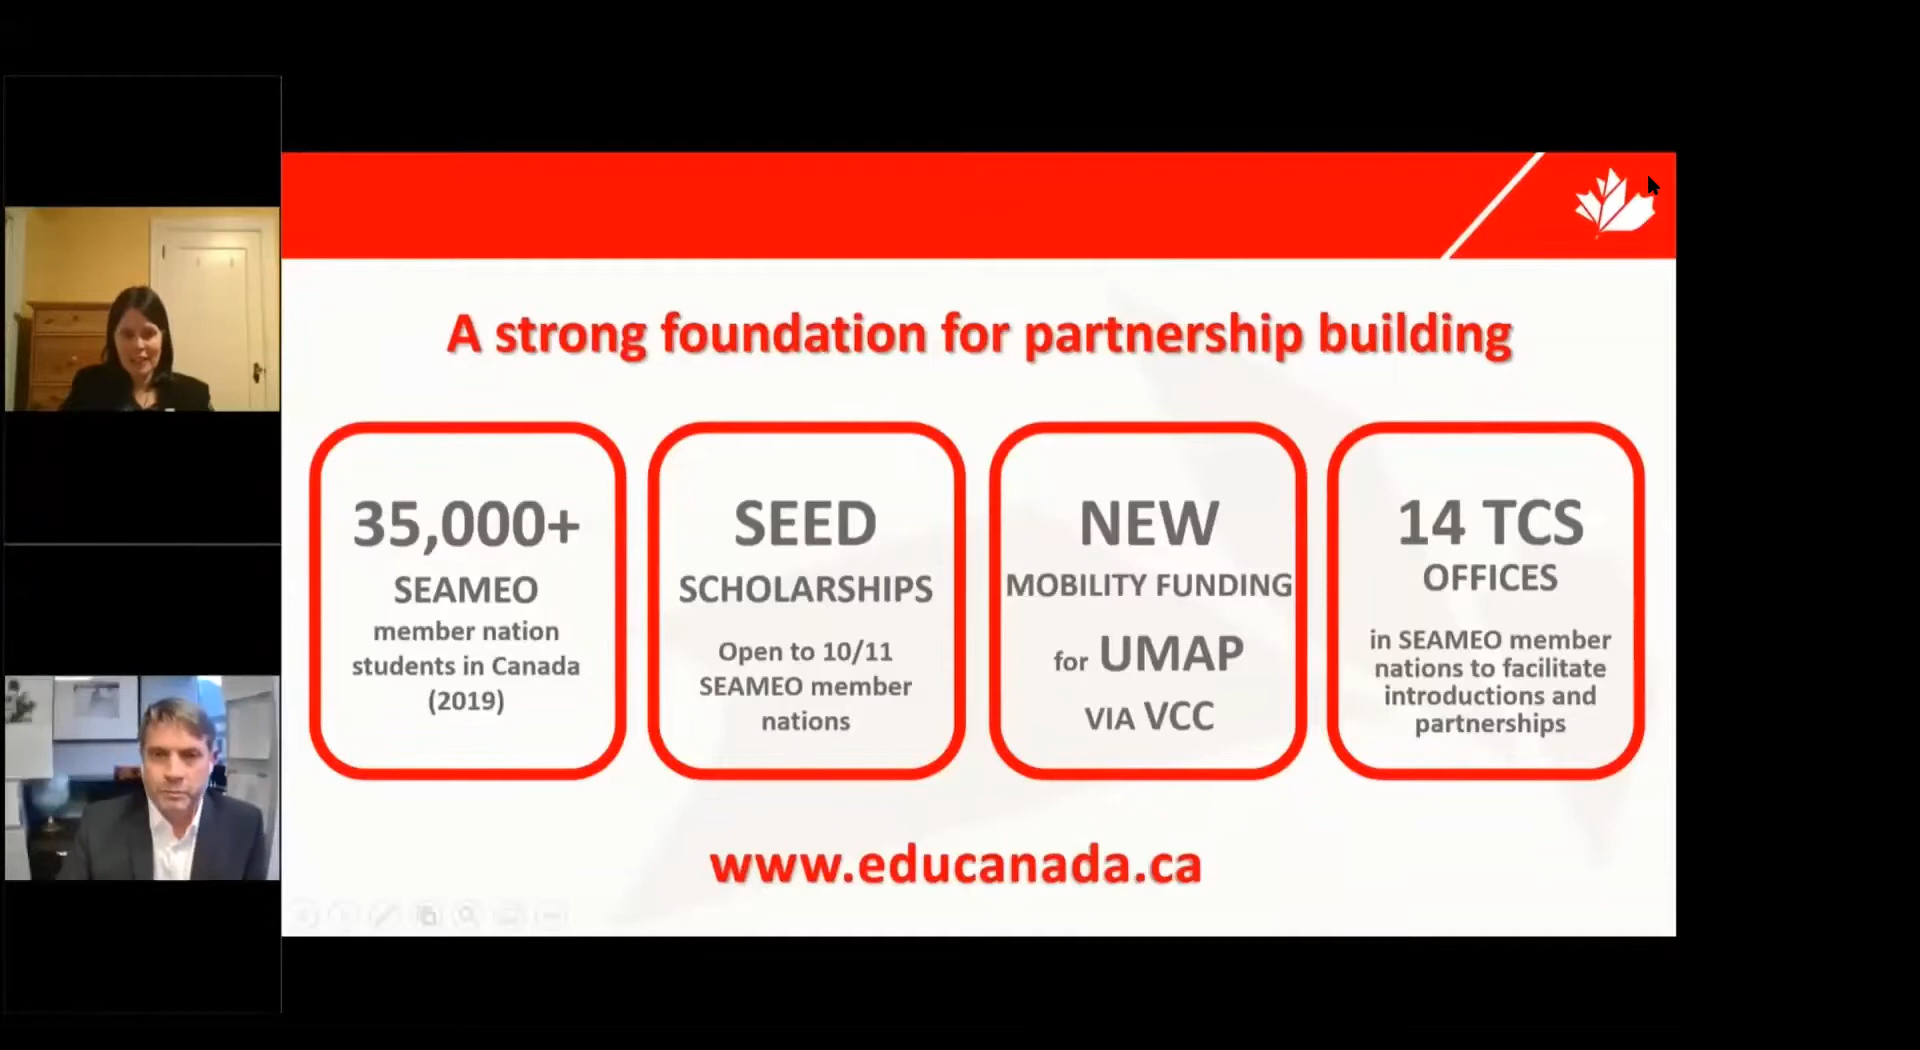 A strong foundation for partnership building
35,000+
SEAMEO
member nation
students in Canada
(2019)
SEED
SCHOLARSHIPS
Open to 10/11
SEAMEO member
nations
NEW
MOBILITY FUNDING
for UMAP
VIA VCC
14 TCS
OFFICES
in SEAMEO member
nations to facilitate
introductions and
partnerships
www.educanada.ca